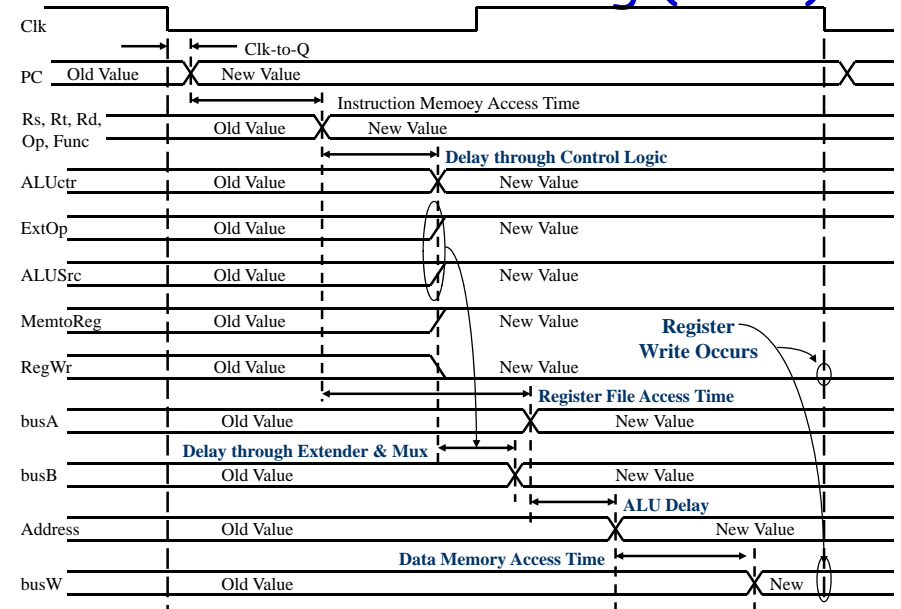 Clk
Clk-to-Q
PC Old Value New Value
Instruction Memoey Access Time
Rs, Rt, Rd,
Op, Func
Old Value New Value
Delay through Control Logic
ALUctr Old Value New Value
ExtOp Old Value New Value
ALUSrc Old Value New Value
MemtoReg Old Value New Value
Register
Write Occurs
RegWr Old Value New Value
Register File Access Time
busA Old Value New Value
Delay through Extender & Mux
busB Old Value New Value
ALU Delay
Address Old Value New Value
Data Memory Access Time
busW Old Value New